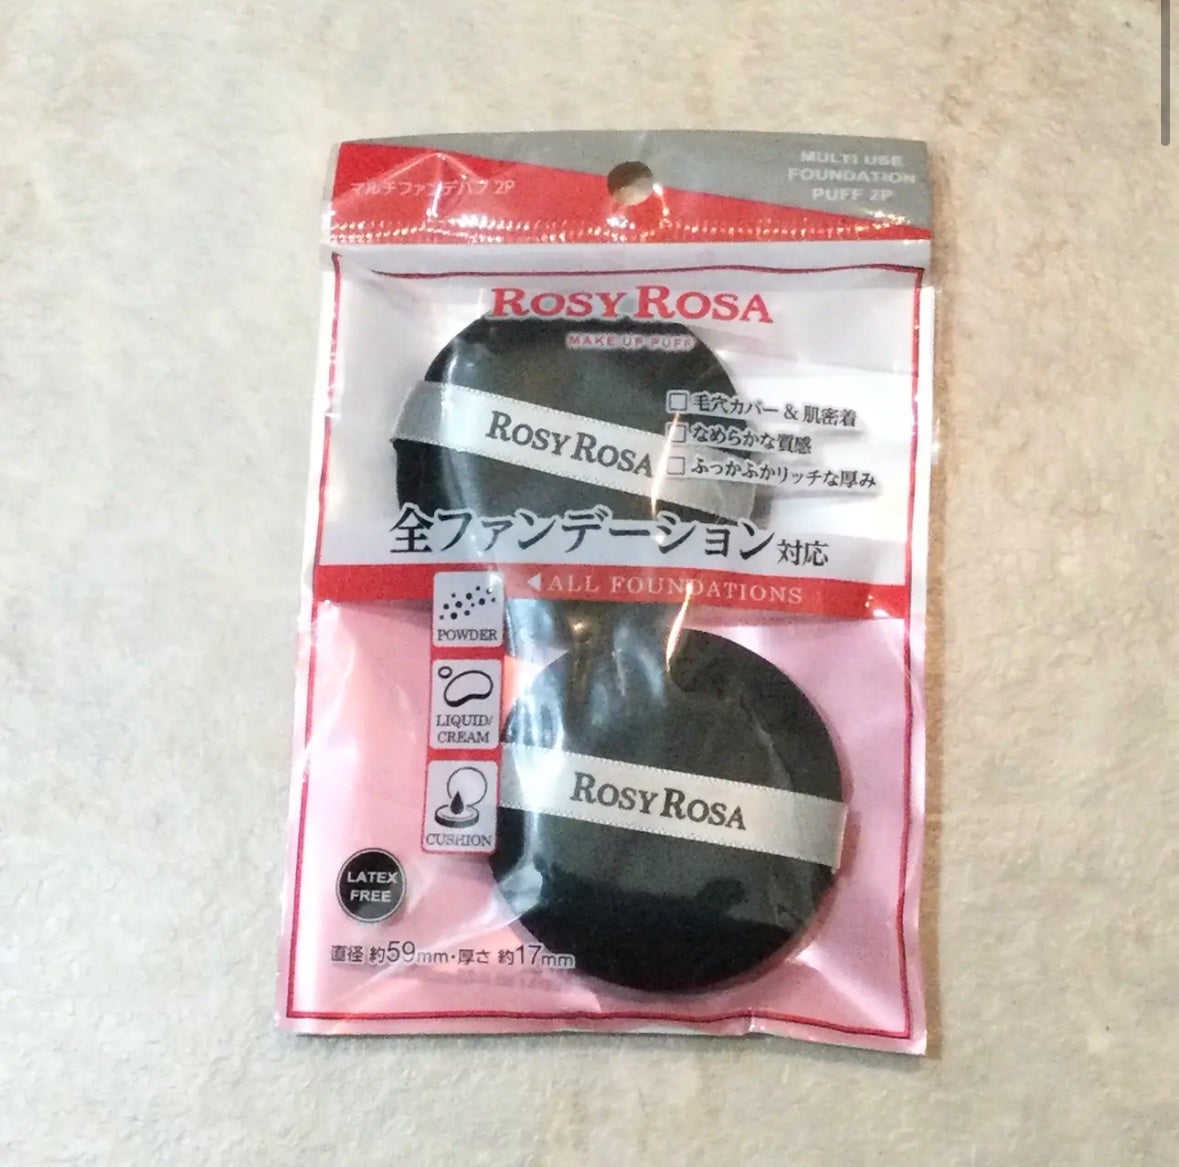 マルチファンデパフ 2P
MULTI USE
FOUNDATION
PUFF 2P
ROSY ROSA
MAKE UP PUFF
□毛穴カバー & 肌密着
□なめらかな質感
□ふっかふかリッチな厚み
ROSY ROSA
全ファンデーション対応
◀ALL FOUNDATIONS
POWDER
LIQUID/
CREAM
CUSHION
ROSY ROSA
LATEX
FREE
直径 約59mm・厚さ 約17mm